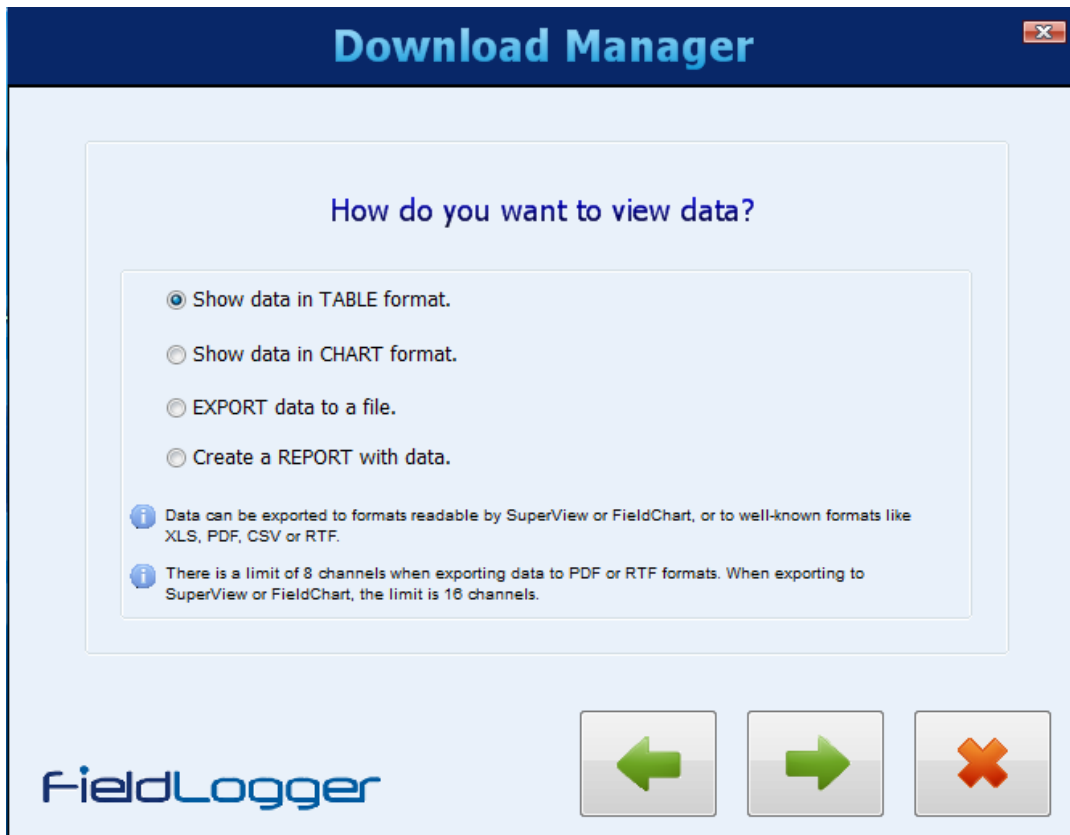 Download Manager
How do you want to view data?
Show data in TABLE format.
Show data in CHART format.
EXPORT data to a file.
Create a REPORT with data.
Data can be exported to formats readable by SuperView or FieldChart, or to well-known formats like
XLS, PDF, CSV or RTF.
There is a limit of 8 channels when exporting data to PDF or RTF formats. When exporting to
SuperView or FieldChart, the limit is 16 channels.
FieldLogger